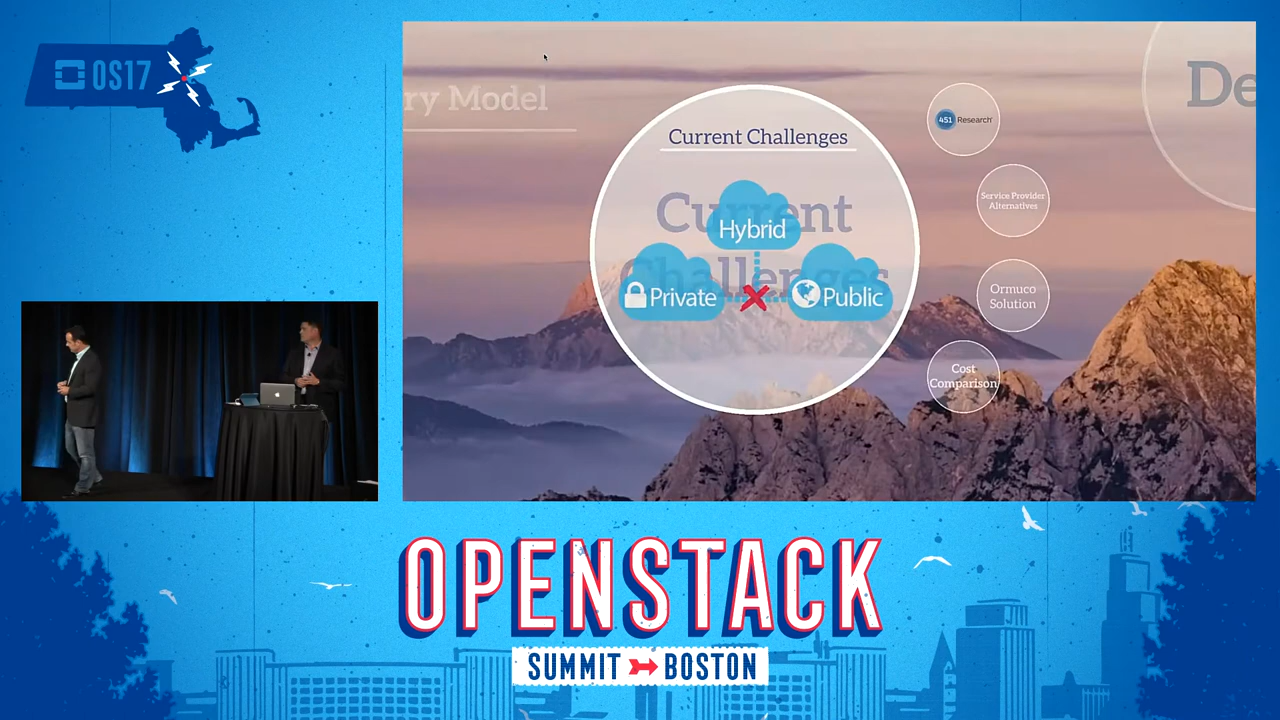 OS17
ry Model
Current Challenges
Current
Challenges
Hybrid
Private
Public
451 Research
Service Provider
Alternatives
Ormuco
Solution
Cost
Comparison
De
OPENSTACK
SUMMIT BOSTON